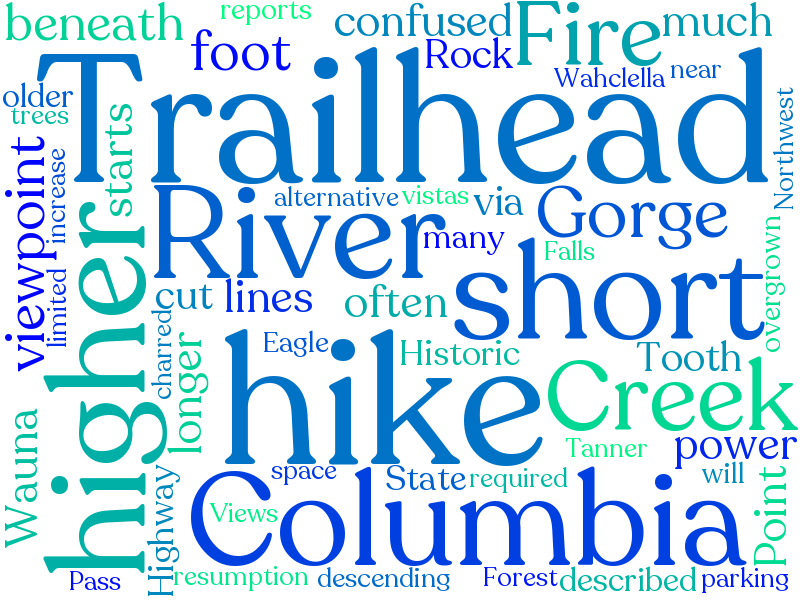 beneath
reports
confused
Fire
much
foot
Rock
Wahclella
near
older
trees
Trailhead
Northwest
starts
viewpoint
increase
limited
higher
River
alternative
vistas
via
Gorge
many
Falls
short
overgrown
cut
lines
often
charred
longer
Eagle
Historic
Tooth
hike
Creek
Tanner
power
Wauna
Highway
space
State
required
will
Point
Views
Columbia
Pass
resumption
descending
Forest
described
parking